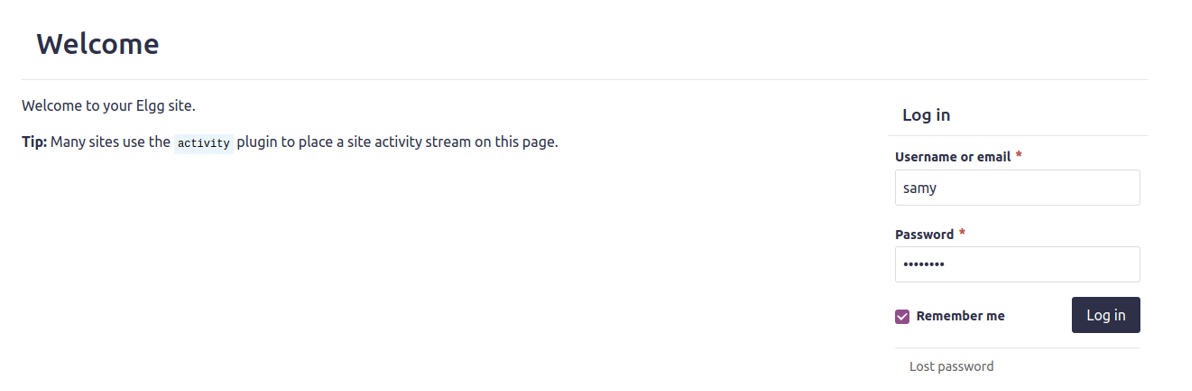 Welcome
Welcome to your Elgg site.
Tip: Many sites use the activity plugin to place a site activity stream on this page.
Log in
Username or email *
samy
Password *
••••••••
Remember me
Log in
Lost password